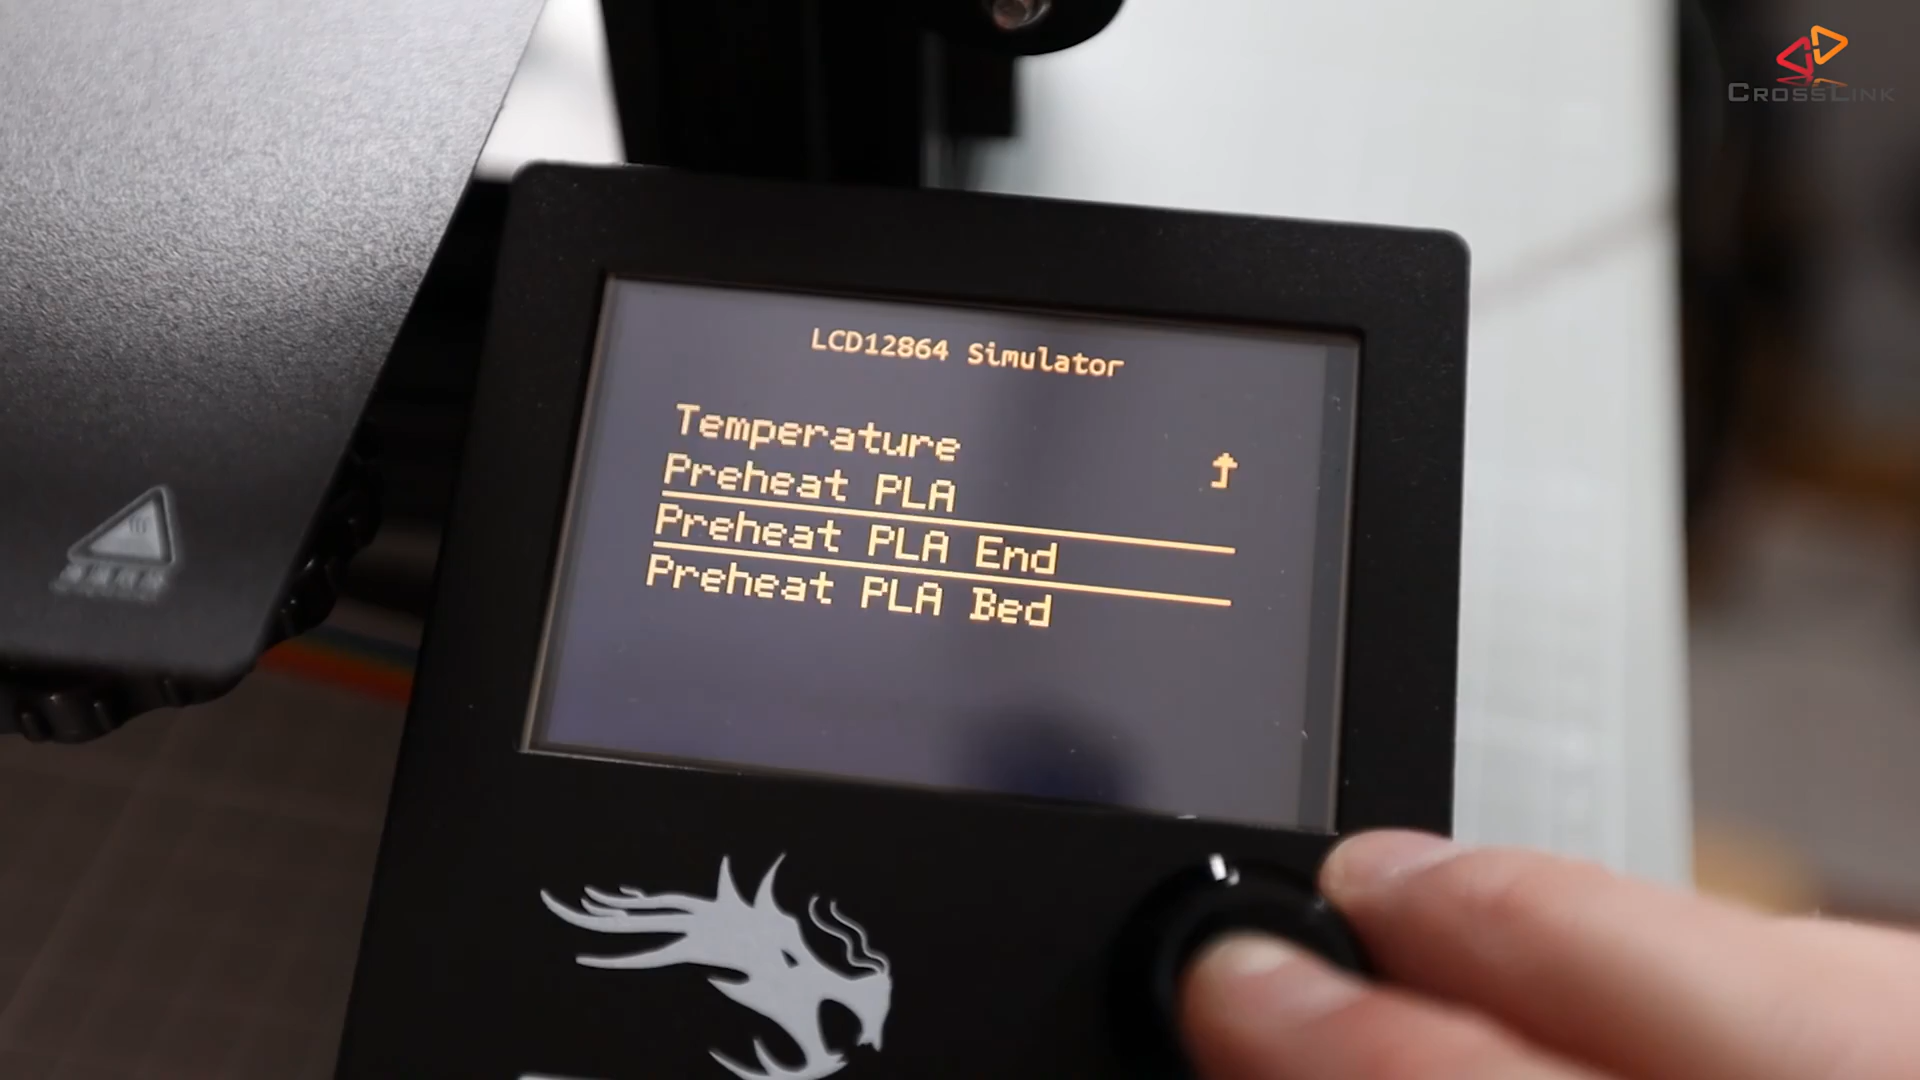 CROSSLINK
LCD12864 Simulator
Temperature
Preheat PLA
Preheat PLA End
Preheat PLA Bed